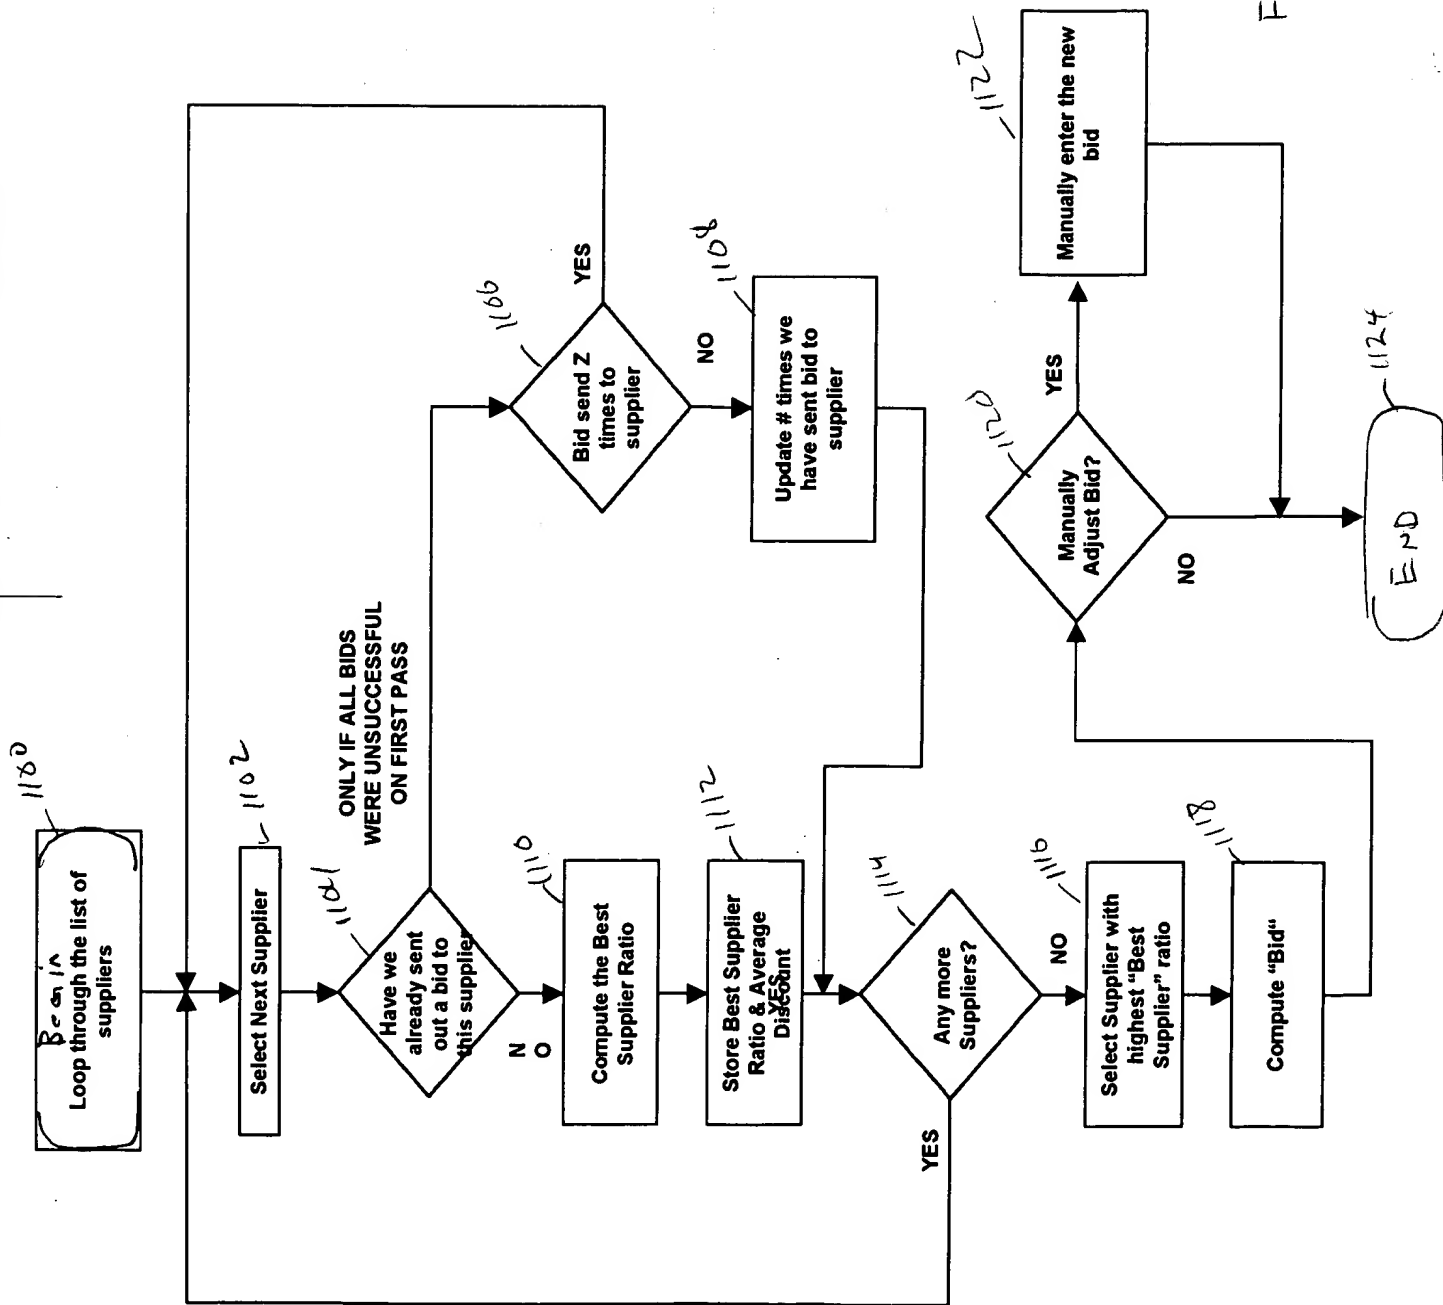 1100
Begin
Loop through the list of
suppliers
1102
Select Next Supplier
1104
Have we
already sent
out a bid to
this supplier
ONLY IF ALL BIDS
WERE UNSUCCESSFUL
ON FIRST PASS
N
O
1106
Bid send Z
times to
supplier
YES
NO
1108
Update # times we
have sent bid to
supplier
1110
Compute the Best
Supplier Ratio
1112
Store Best Supplier
Ratio & Average
Discount
YES
1114
Any more
Suppliers?
YES
NO
1116
Select Supplier with
highest “Best
Supplier” ratio
1118
Compute “Bid“
1120
Manually
Adjust Bid?
YES
NO
1122
Manually enter the new
bid
1124
END
F